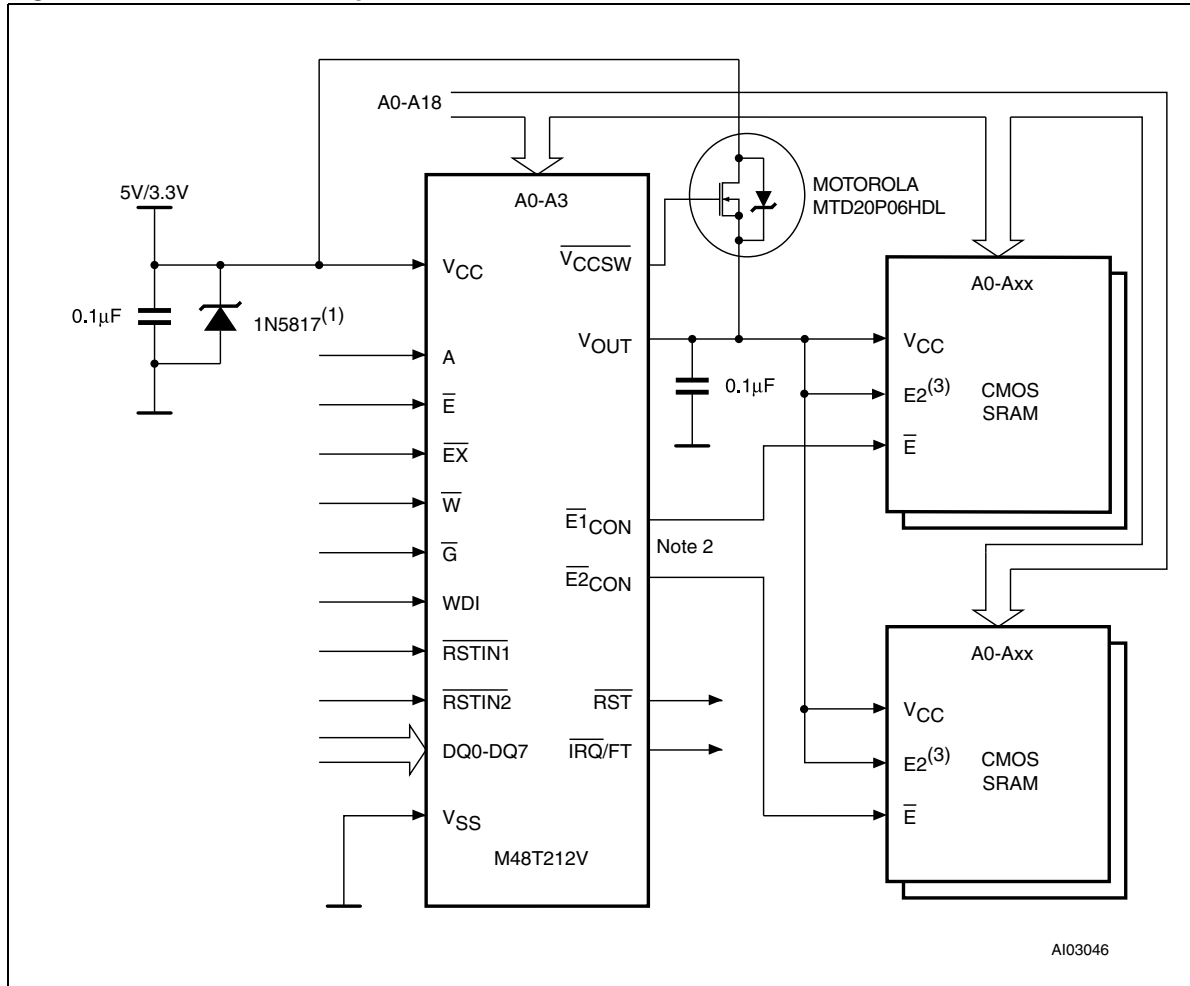 A0-A18
5V/3.3V
A0-A3
MOTOROLA
MTD20P06HDL
VCC
VCCSW
A0-Axx
0.1µF
1N5817(1)
VOUT
VCC
A
0.1µF
E2(3)
CMOS
SRAM
E
E
EX
W
E1CON
G
Note 2
E2CON
WDI
RSTIN1
A0-Axx
RSTIN2
RST
VCC
DQ0-DQ7
IRQ/FT
E2(3)
CMOS
SRAM
VSS
E
M48T212V
AI03046